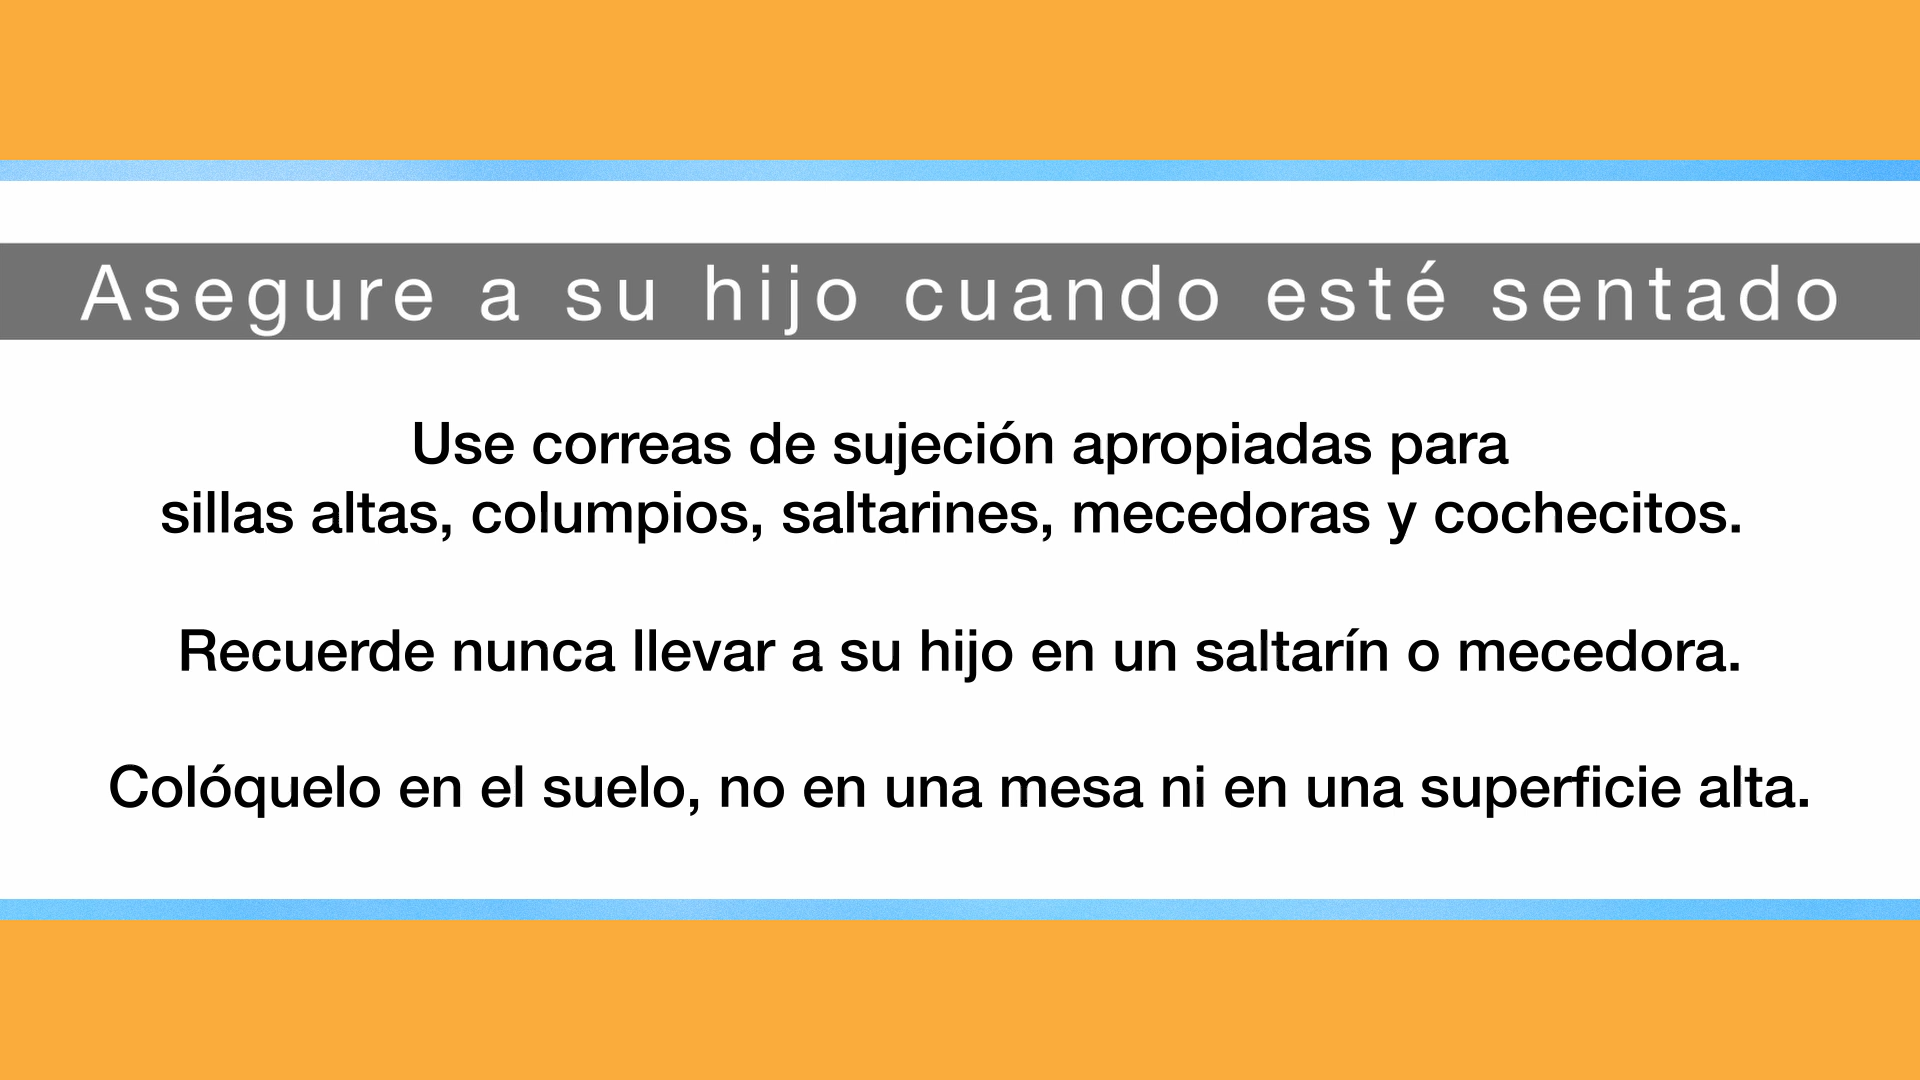 Asegure a su hijo cuando esté sentado
Use correas de sujeción apropiadas para
sillas altas, columpios, saltarines, mecedoras y cochecitos.
Recuerde nunca llevar a su hijo en un saltarín o mecedora.
Colóquelo en el suelo, no en una mesa ni en una superficie alta.